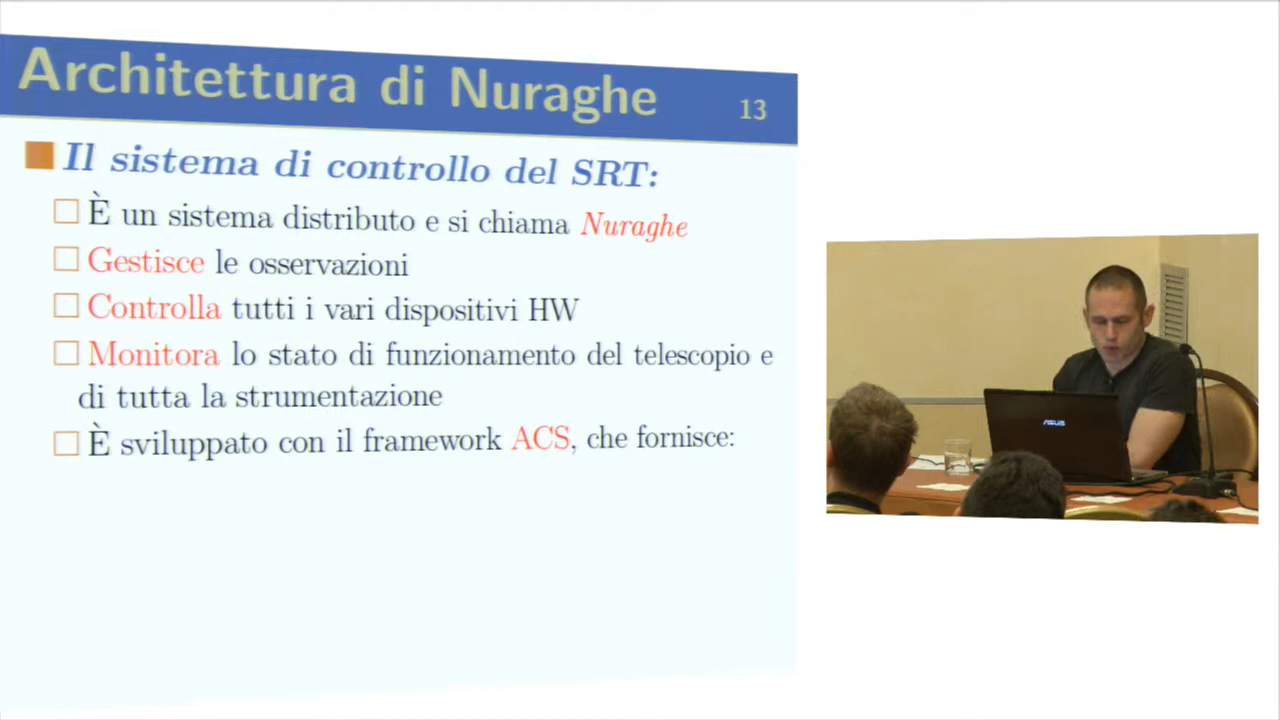 Architettura di Nuraghe 13
Il sistema di controllo del SRT:
È un sistema distributo e si chiama Nuraghe
Gestisce le osservazioni
Controlla tutti i vari dispositivi HW
Monitora lo stato di funzionamento del telescopio e
di tutta la strumentazione
È sviluppato con il framework ACS, che fornisce:
ASUS